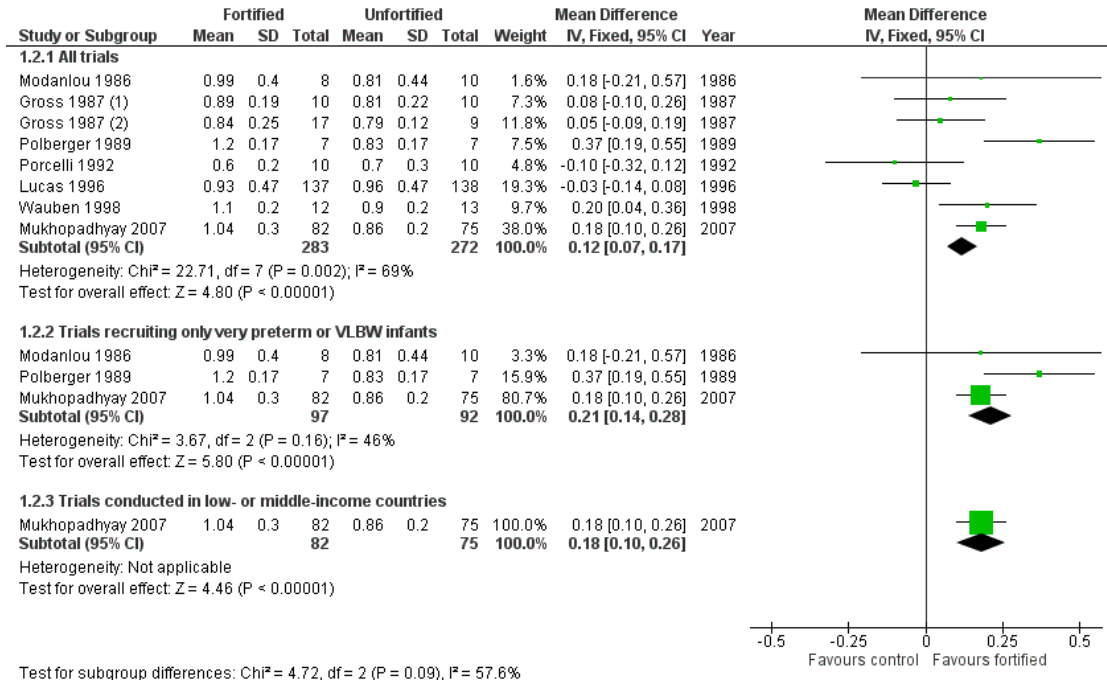 Fortified Unfortified Mean Difference Mean Difference
Study or Subgroup Mean SD Total Mean SD Total Weight IV, Fixed, 95% CI Year IV, Fixed, 95% CI
1.2.1 All trials
Modanlou 1986 0.99 0.4 8 0.81 0.44 10 1.6% 0.18 [-0.21, 0.57] 1986
Gross 1987 (1) 0.89 0.19 10 0.81 0.22 10 7.3% 0.08 [-0.10, 0.26] 1987
Gross 1987 (2) 0.84 0.25 17 0.79 0.12 9 11.8% 0.05 [-0.09, 0.19] 1987
Polberger 1989 1.2 0.17 7 0.83 0.17 7 7.5% 0.37 [0.19, 0.55] 1989
Porcelli 1992 0.6 0.2 10 0.7 0.3 10 4.8% -0.10 [-0.32, 0.12] 1992
Lucas 1996 0.93 0.47 137 0.96 0.47 138 19.3% -0.03 [-0.14, 0.08] 1996
Wauben 1998 1.1 0.2 12 0.9 0.2 13 9.7% 0.20 [0.04, 0.36] 1998
Mukhopadhyay 2007 1.04 0.3 82 0.86 0.2 75 38.0% 0.18 [0.10, 0.26] 2007
Subtotal (95% CI) 283 272 100.0% 0.12 [0.07, 0.17]
Heterogeneity: Chi² = 22.71, df = 7 (P = 0.002); I² = 69%
Test for overall effect: Z = 4.80 (P < 0.00001)
1.2.2 Trials recruiting only very preterm or VLBW infants
Modanlou 1986 0.99 0.4 8 0.81 0.44 10 3.3% 0.18 [-0.21, 0.57] 1986
Polberger 1989 1.2 0.17 7 0.83 0.17 7 15.9% 0.37 [0.19, 0.55] 1989
Mukhopadhyay 2007 1.04 0.3 82 0.86 0.2 75 80.7% 0.18 [0.10, 0.26] 2007
Subtotal (95% CI) 97 92 100.0% 0.21 [0.14, 0.28]
Heterogeneity: Chi² = 3.67, df = 2 (P = 0.16); I² = 46%
Test for overall effect: Z = 5.80 (P < 0.00001)
1.2.3 Trials conducted in low- or middle-income countries
Mukhopadhyay 2007 1.04 0.3 82 0.86 0.2 75 100.0% 0.18 [0.10, 0.26] 2007
Subtotal (95% CI) 82 75 100.0% 0.18 [0.10, 0.26]
Heterogeneity: Not applicable
Test for overall effect: Z = 4.46 (P < 0.00001)
-0.5 -0.25 0 0.25 0.5
Favours control Favours fortified
Test for subgroup differences: Chi² = 4.72, df = 2 (P = 0.09), I² = 57.6%